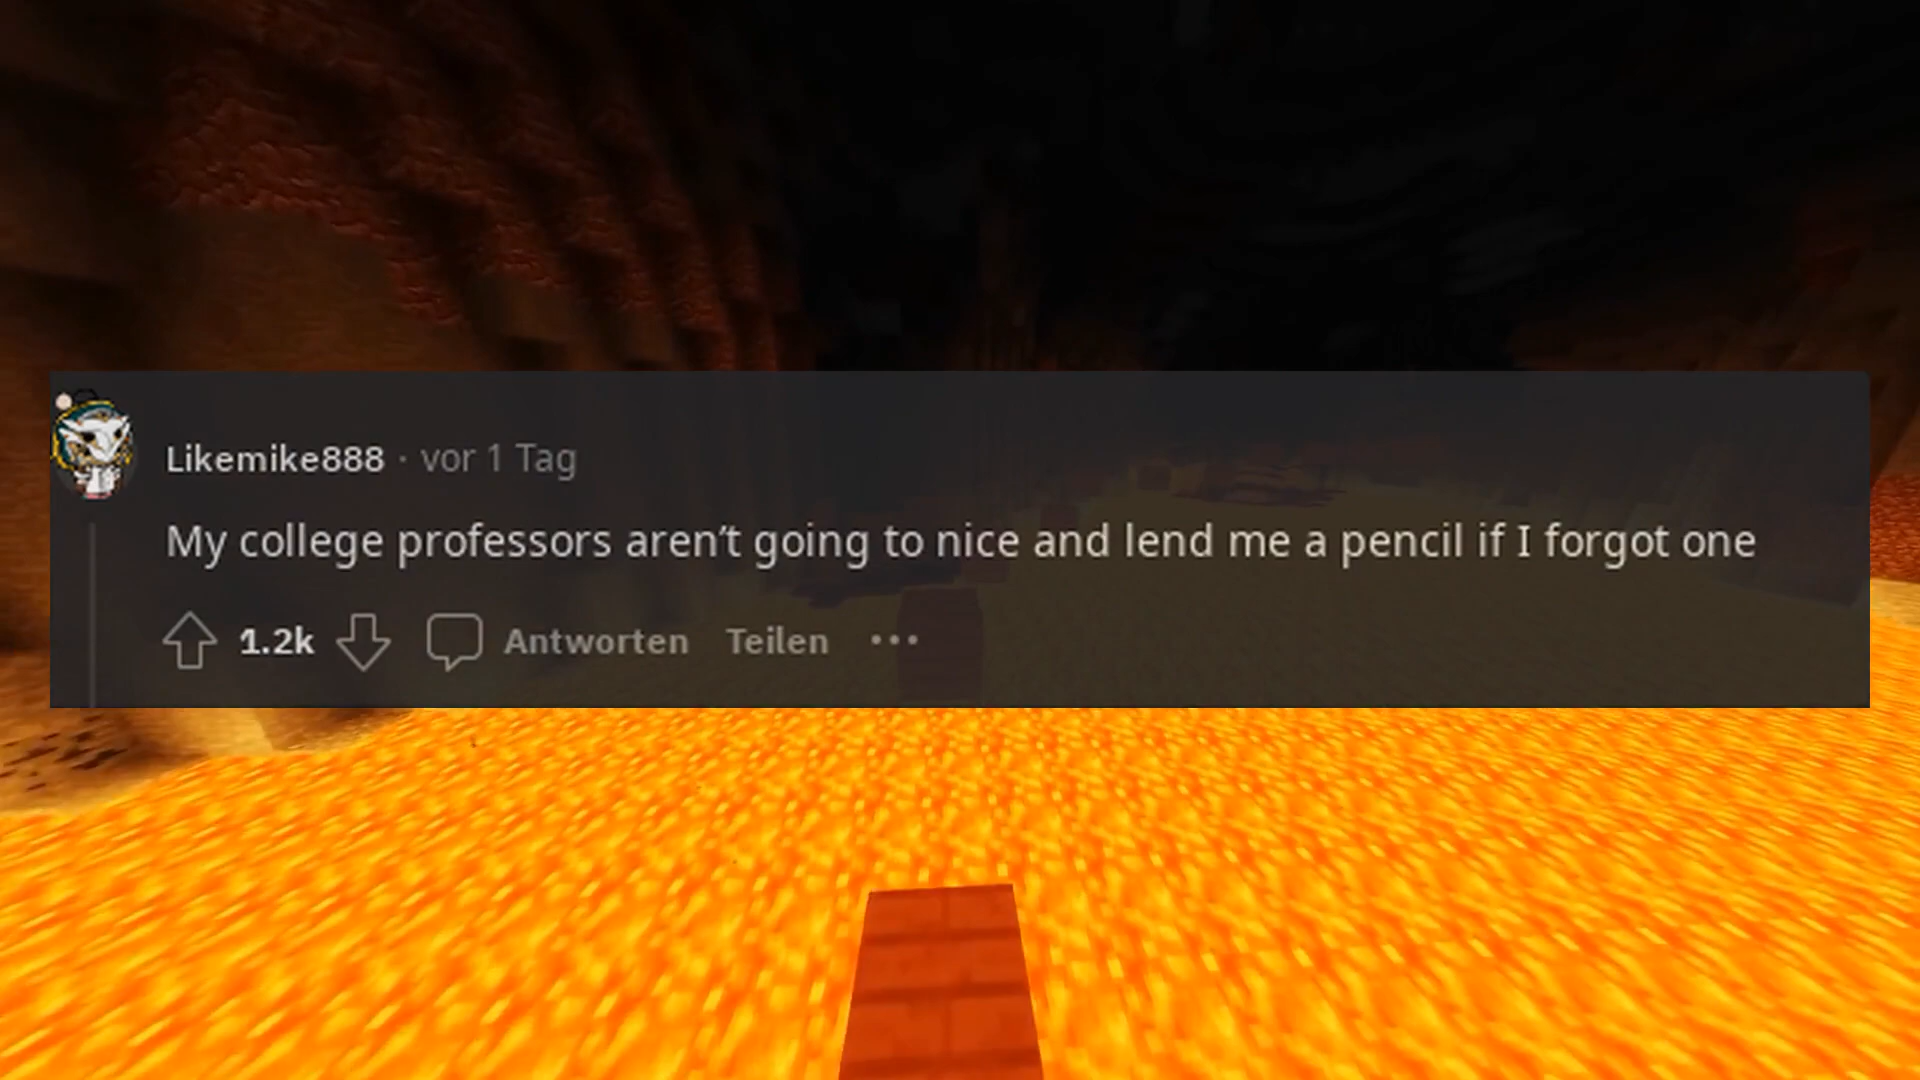 Likemike888 · vor 1 Tag
My college professors aren't going to nice and lend me a pencil if I forgot one
1.2k Antworten Teilen •••